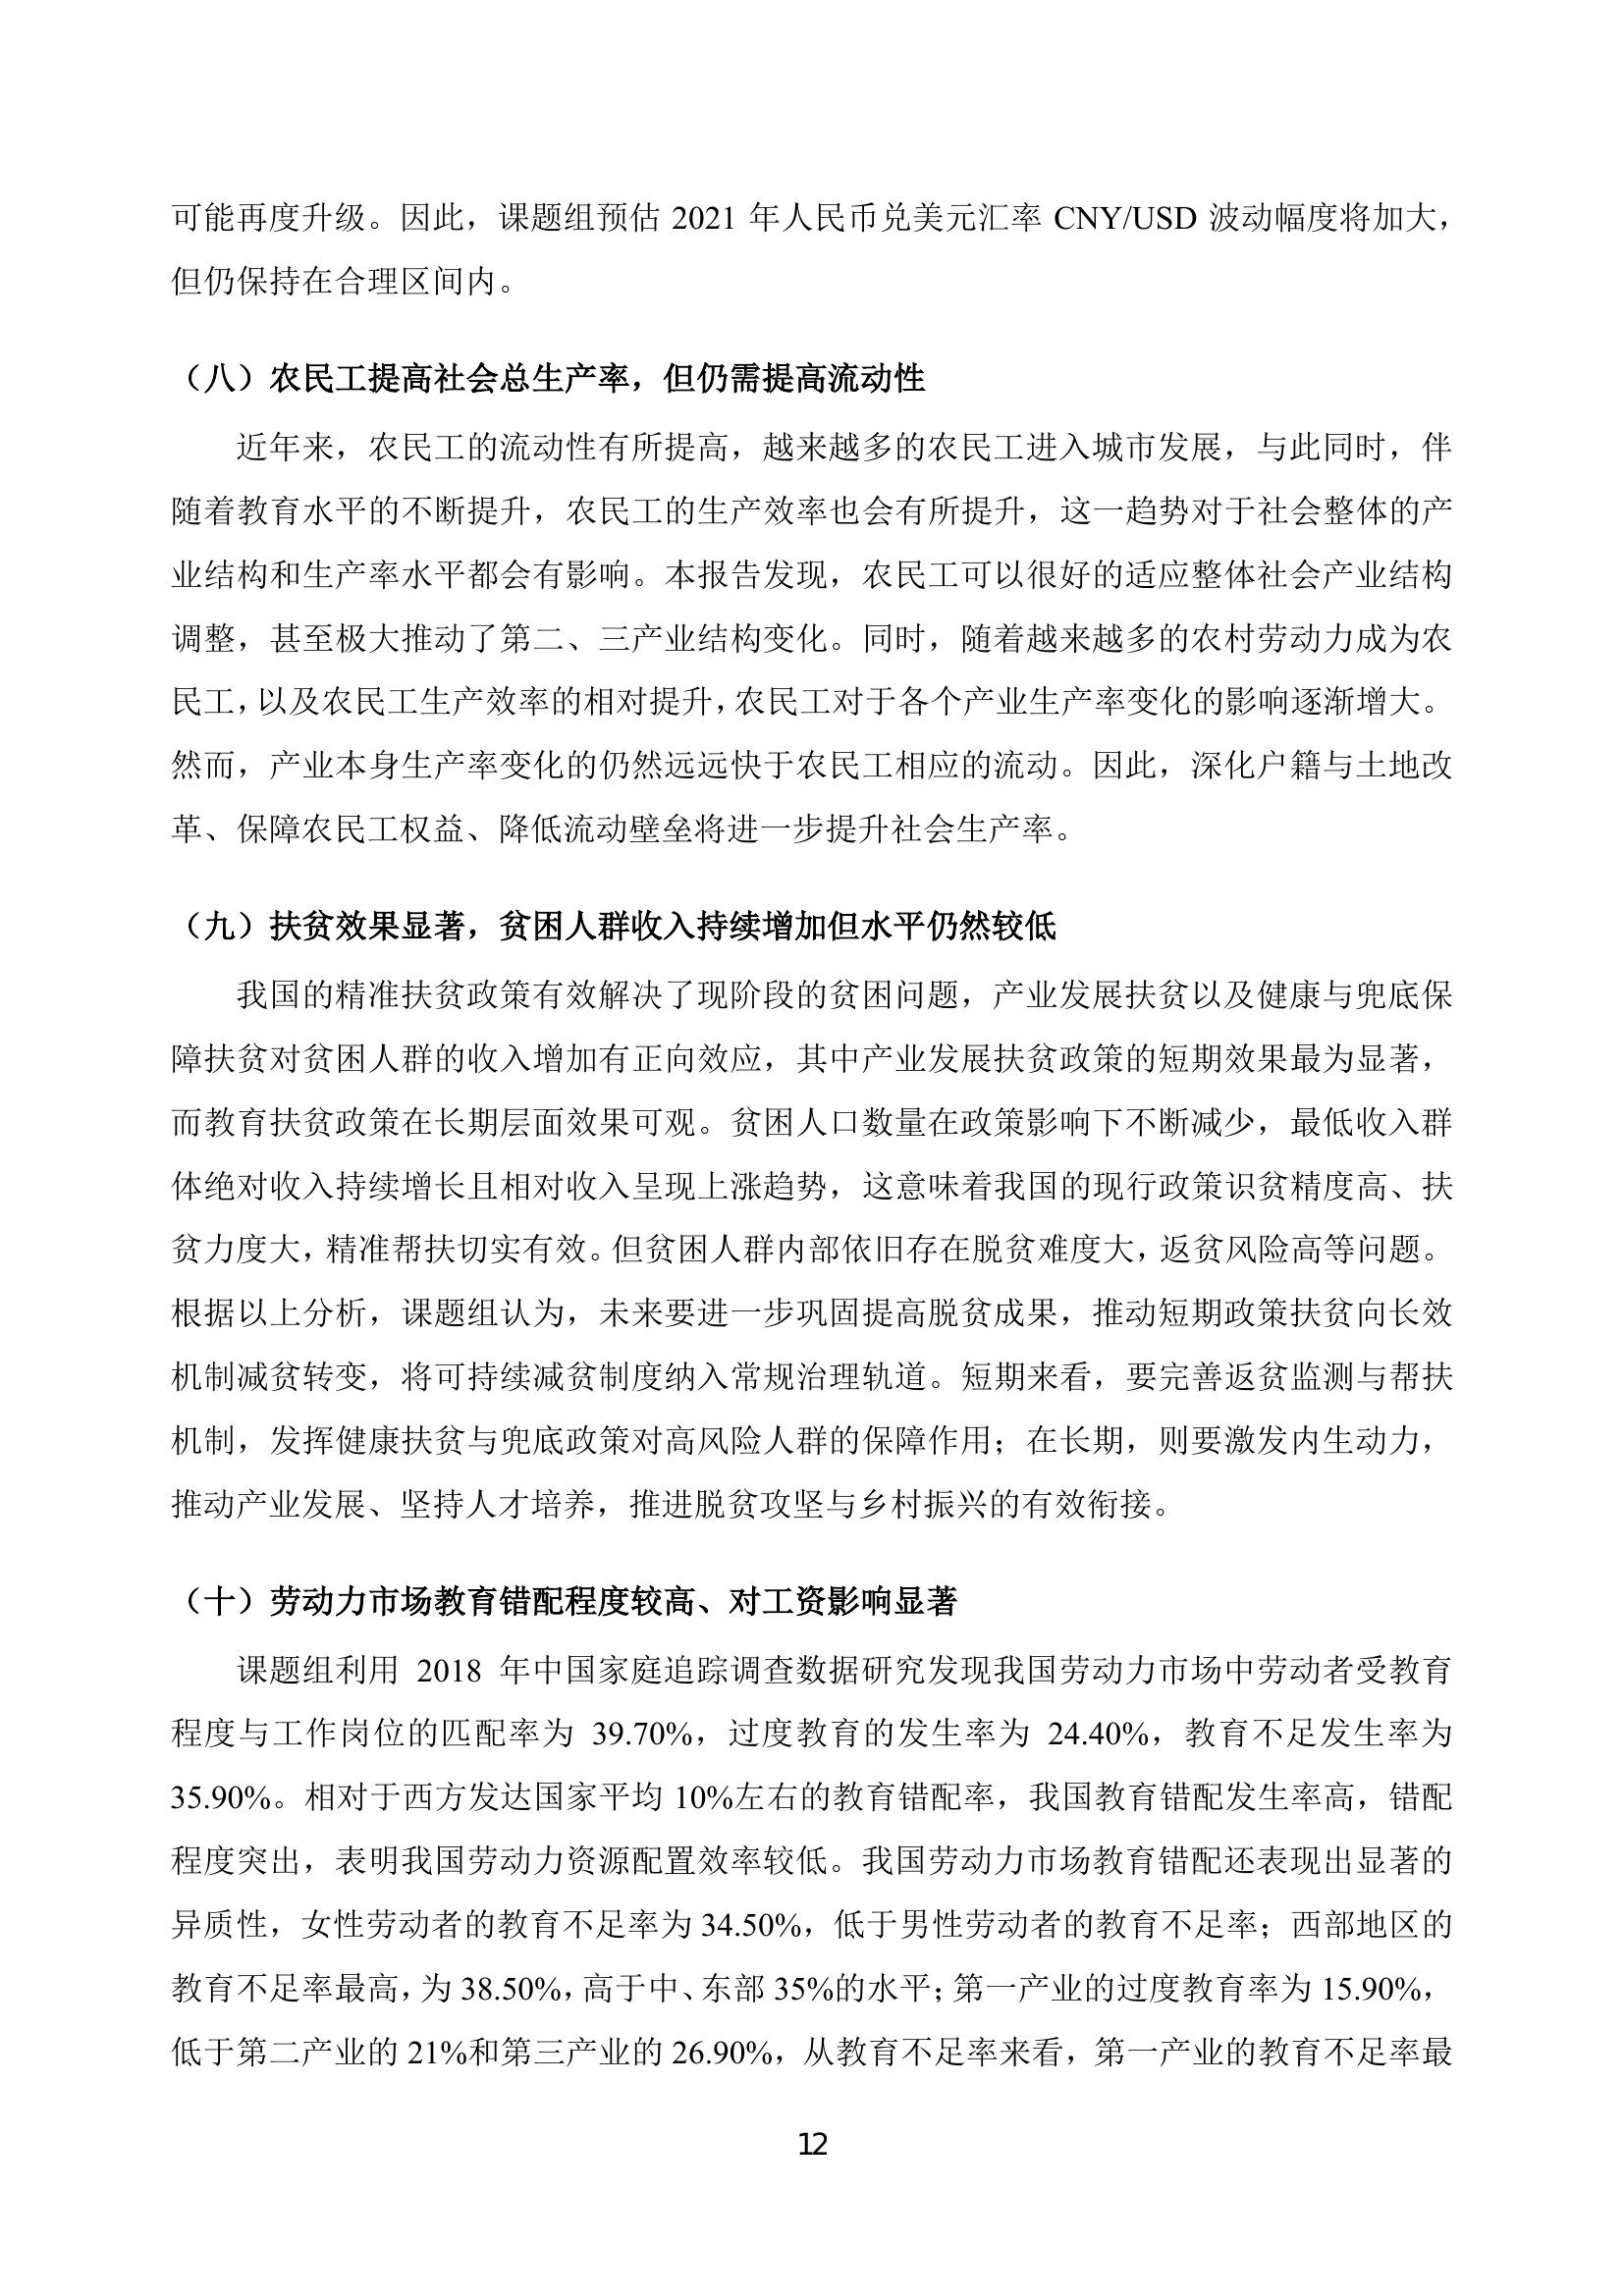 可能再度升级。因此，课题组预估 2021 年人民币兑美元汇率 CNY/USD 波动幅度将加大，
但仍保持在合理区间内。
（八）农民工提高社会总生产率，但仍需提高流动性
近年来，农民工的流动性有所提高，越来越多的农民工进入城市发展，与此同时，伴
随着教育水平的不断提升，农民工的生产效率也会有所提升，这一趋势对于社会整体的产
业结构和生产率水平都会有影响。本报告发现，农民工可以很好的适应整体社会产业结构
调整，甚至极大推动了第二、三产业结构变化。同时，随着越来越多的农村劳动力成为农
民工，以及农民工生产效率的相对提升，农民工对于各个产业生产率变化的影响逐渐增大。
然而，产业本身生产率变化的仍然远远快于农民工相应的流动。因此，深化户籍与土地改
革、保障农民工权益、降低流动壁垒将进一步提升社会生产率。
（九）扶贫效果显著，贫困人群收入持续增加但水平仍然较低
我国的精准扶贫政策有效解决了现阶段的贫困问题，产业发展扶贫以及健康与兜底保
障扶贫对贫困人群的收入增加有正向效应，其中产业发展扶贫政策的短期效果最为显著，
而教育扶贫政策在长期层面效果可观。贫困人口数量在政策影响下不断减少，最低收入群
体绝对收入持续增长且相对收入呈现上涨趋势，这意味着我国的现行政策识贫精度高、扶
贫力度大，精准帮扶切实有效。但贫困人群内部依旧存在脱贫难度大，返贫风险高等问题。
根据以上分析，课题组认为，未来要进一步巩固提高脱贫成果，推动短期政策扶贫向长效
机制减贫转变，将可持续减贫制度纳入常规治理轨道。短期来看，要完善返贫监测与帮扶
机制，发挥健康扶贫与兜底政策对高风险人群的保障作用；在长期，则要激发内生动力，
推动产业发展、坚持人才培养，推进脱贫攻坚与乡村振兴的有效衔接。
（十）劳动力市场教育错配程度较高、对工资影响显著
课题组利用 2018 年中国家庭追踪调查数据研究发现我国劳动力市场中劳动者受教育
程度与工作岗位的匹配率为 39.70%，过度教育的发生率为 24.40%，教育不足发生率为
35.90%。相对于西方发达国家平均 10%左右的教育错配率，我国教育错配发生率高，错配
程度突出，表明我国劳动力资源配置效率较低。我国劳动力市场教育错配还表现出显著的
异质性，女性劳动者的教育不足率为 34.50%，低于男性劳动者的教育不足率；西部地区的
教育不足率最高，为 38.50%，高于中、东部 35%的水平；第一产业的过度教育率为 15.90%，
低于第二产业的 21%和第三产业的 26.90%，从教育不足率来看，第一产业的教育不足率最
12